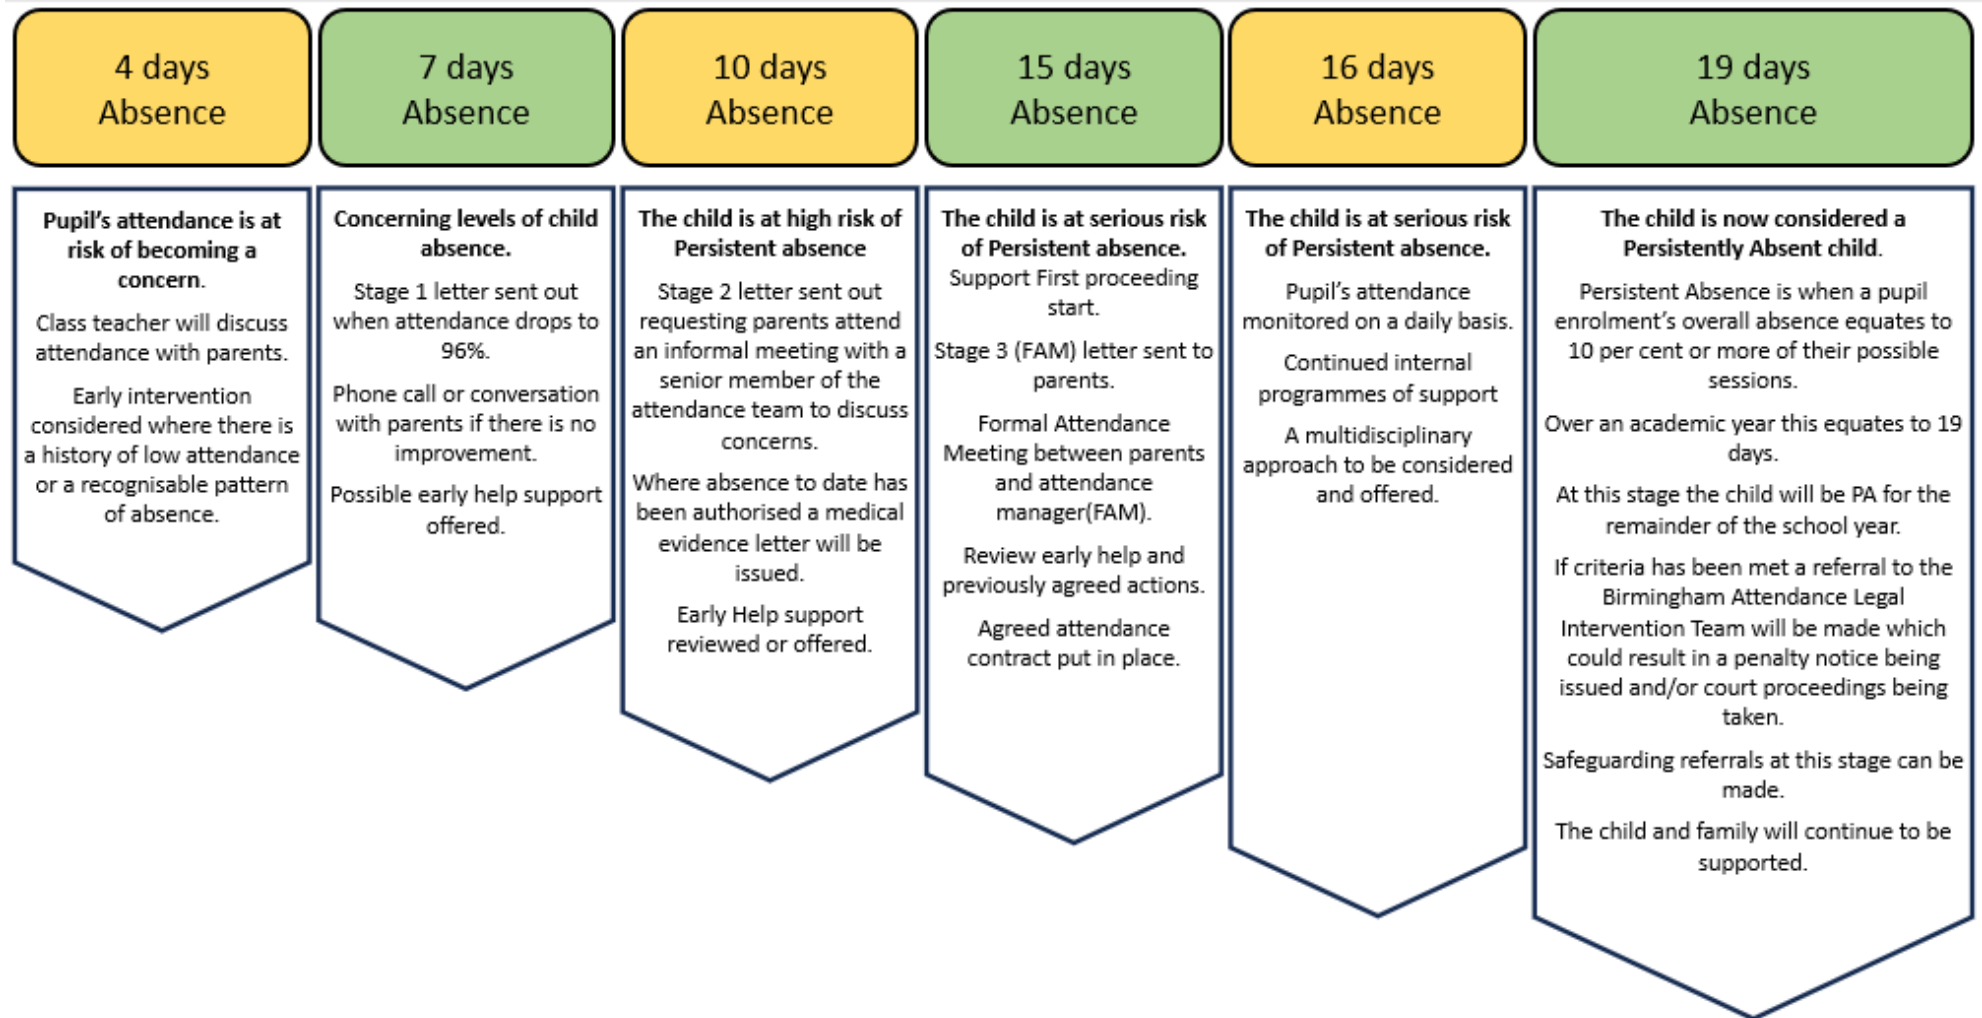 4 days
Absence
7 days
Absence
10 days
Absence
15 days
Absence
16 days
Absence
19 days
Absence
Pupil's attendance is at
risk of becoming a
concern.
Class teacher will discuss
attendance with parents.
Early intervention
considered where there is
a history of low attendance
or a recognisable pattern
of absence.
Concerning levels of child
absence.
Stage 1 letter sent out
when attendance drops to
96%.
Phone call or conversation
with parents if there is no
improvement.
Possible early help support
offered.
The child is at high risk of
Persistent absence
Stage 2 letter sent out
requesting parents attend
an informal meeting with a
senior member of the
attendance team to discuss
concerns.
Where absence to date has
been authorised a medical
evidence letter will be
issued.
Early Help support
reviewed or offered.
The child is at serious risk
of Persistent absence.
Support First proceeding
start.
Stage 3 (FAM) letter sent to
parents.
Formal Attendance
Meeting between parents
and attendance
manager(FAM).
Review early help and
previously agreed actions.
Agreed attendance
contract put in place.
The child is at serious risk
of Persistent absence.
Pupil's attendance
monitored on a daily basis.
Continued internal
programmes of support
A multidisciplinary
approach to be considered
and offered.
The child is now considered a
Persistently Absent child.
Persistent Absence is when a pupil
enrolment's overall absence equates to
10 per cent or more of their possible
sessions.
Over an academic year this equates to 19
days.
At this stage the child will be PA for the
remainder of the school year.
If criteria has been met a referral to the
Birmingham Attendance Legal
Intervention Team will be made which
could result in a penalty notice being
issued and/or court proceedings being
taken.
Safeguarding referrals at this stage can be
made.
The child and family will continue to be
supported.